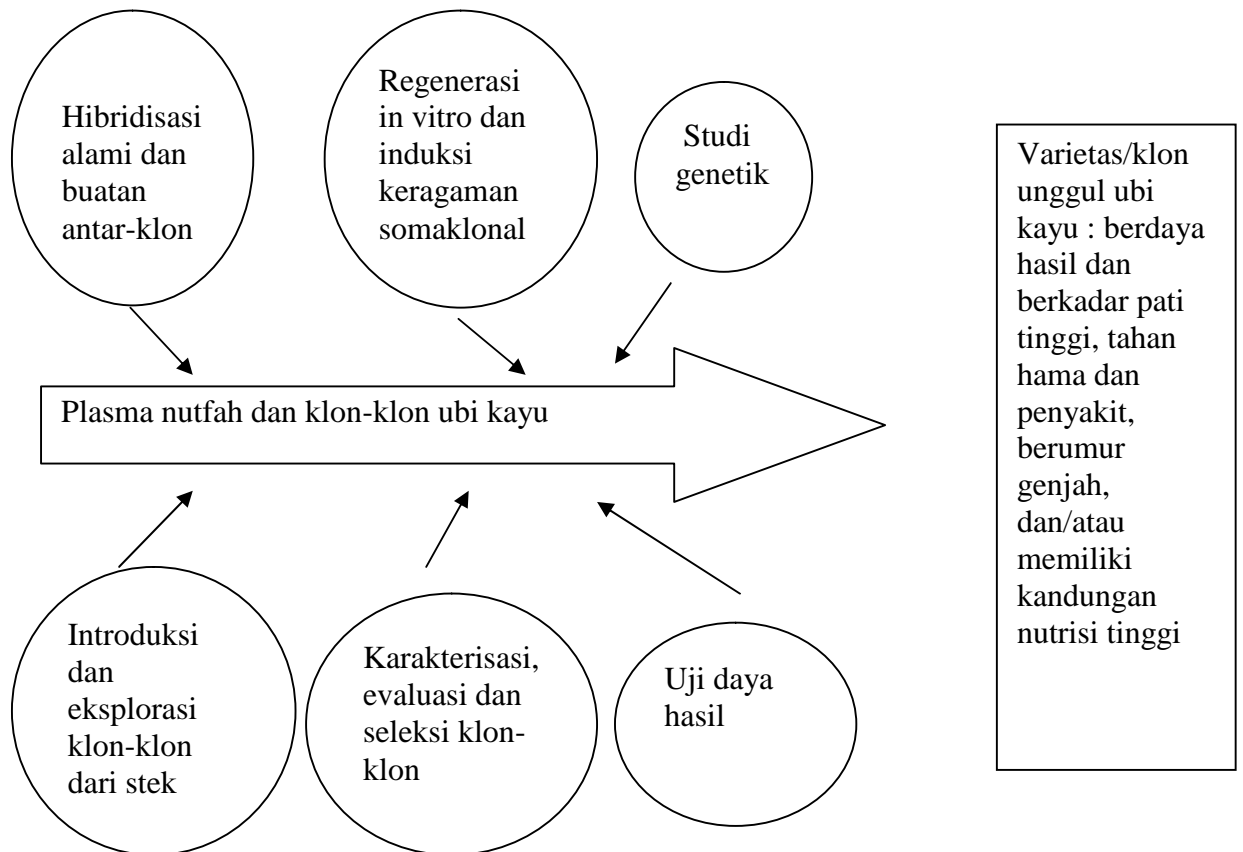 Hibridisasi
alami dan
buatan
antar-klon
Regenerasi
in vitro dan
induksi
keragaman
somaklonal
Studi
genetik
Varietas/klon
unggul ubi
kayu : berdaya
hasil dan
berkadar pati
tinggi, tahan
hama dan
penyakit,
berumur
genjah,
dan/atau
memiliki
kandungan
nutrisi tinggi
Plasma nutfah dan klon-klon ubi kayu
Introduksi
dan
eksplorasi
klon-klon
dari stek
Karakterisasi,
evaluasi dan
seleksi klon-
klon
Uji daya
hasil